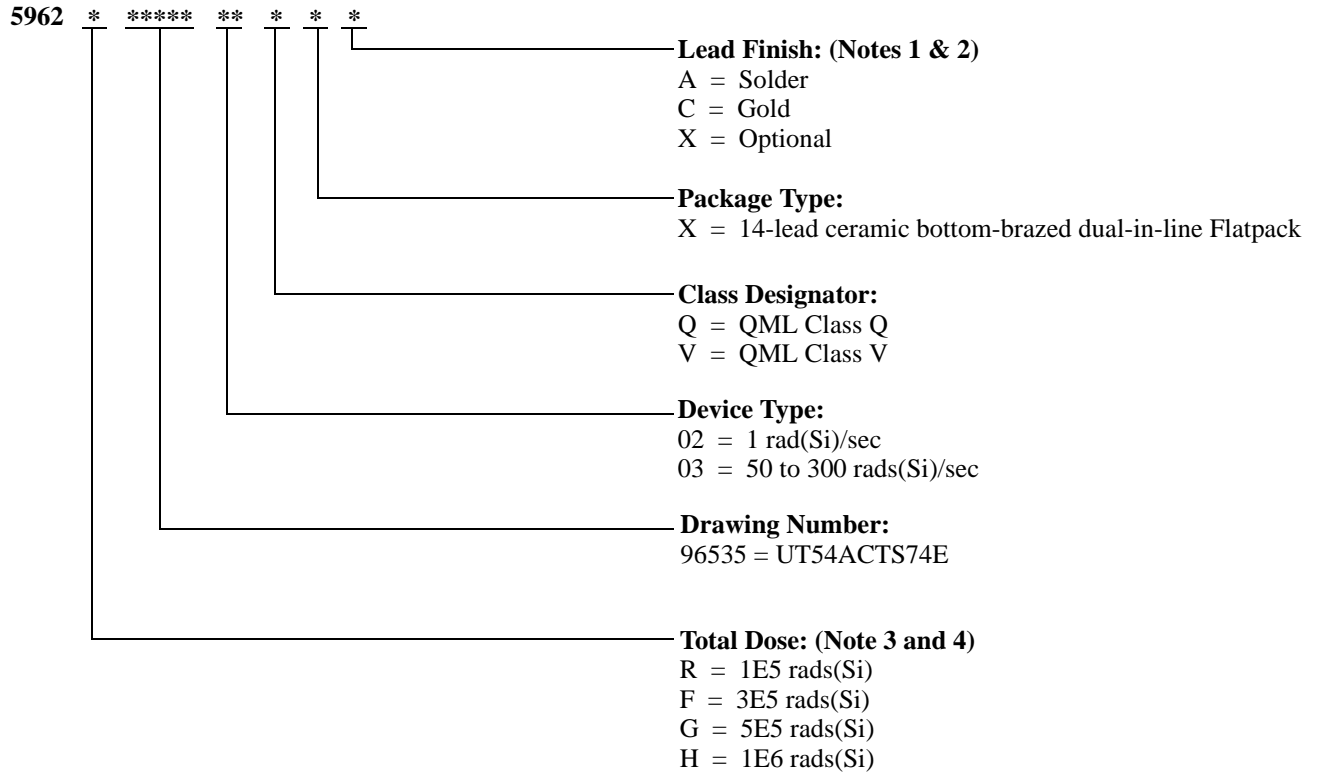 5962 * ***** ** * * *
Lead Finish: (Notes 1 & 2)
A = Solder
C = Gold
X = Optional
Package Type:
X = 14-lead ceramic bottom-brazed dual-in-line Flatpack
Class Designator:
Q = QML Class Q
V = QML Class V
Device Type:
02 = 1 rad(Si)/sec
03 = 50 to 300 rads(Si)/sec
Drawing Number:
96535 = UT54ACTS74E
Total Dose: (Note 3 and 4)
R = 1E5 rads(Si)
F = 3E5 rads(Si)
G = 5E5 rads(Si)
H = 1E6 rads(Si)